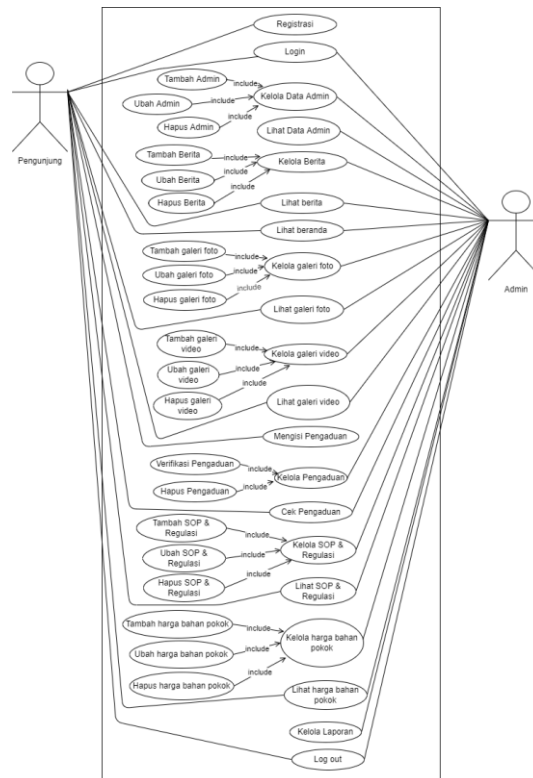 Registrasi
Login
Tambah Admin
include
Ubah Admin
include
Kelola Data Admin
Hapus Admin
include
Pengunjung
Lihat Data Admin
Tambah Berita
include
Kelola Berita
Ubah Berita
include
Hapus Berita
include
Lihat berita
Lihat beranda
Tambah galeri foto
include
Ubah galeri foto
include
Kelola galeri foto
Hapus galeri foto
include
Admin
Lihat galeri foto
Tambah galeri
video
include
Kelola galeri video
Ubah galeri
video
include
Hapus galeri
video
include
Lihat galeri video
Mengisi Pengaduan
Verifikasi Pengaduan
include
Kelola Pengaduan
Hapus Pengaduan
include
Cek Pengaduan
Tambah SOP &
Regulasi
include
Kelola SOP &
Regulasi
Ubah SOP &
Regulasi
include
Hapus SOP &
Regulasi
include
Lihat SOP &
Regulasi
Tambah harga bahan pokok
include
Kelola harga bahan
pokok
Ubah harga bahan pokok
include
Hapus harga bahan pokok
include
Lihat harga bahan
pokok
Kelola Laporan
Log out